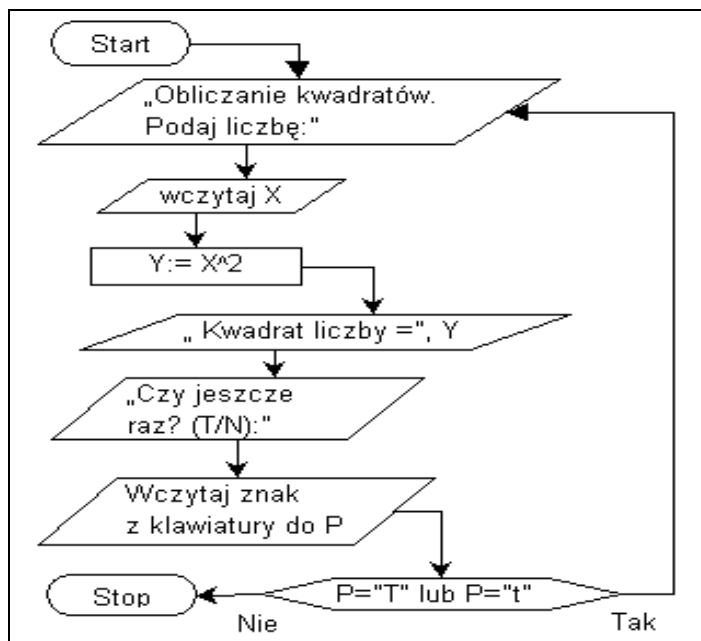 Start
„Obliczanie kwadratów.
Podaj liczbę:"
wczytaj X
Y:= X^2
„ Kwadrat liczby =", Y
„Czy jeszcze
raz? (T/N):"
Wczytaj znak
z klawiatury do P
P="T" lub P="t"
Stop
Nie
Tak